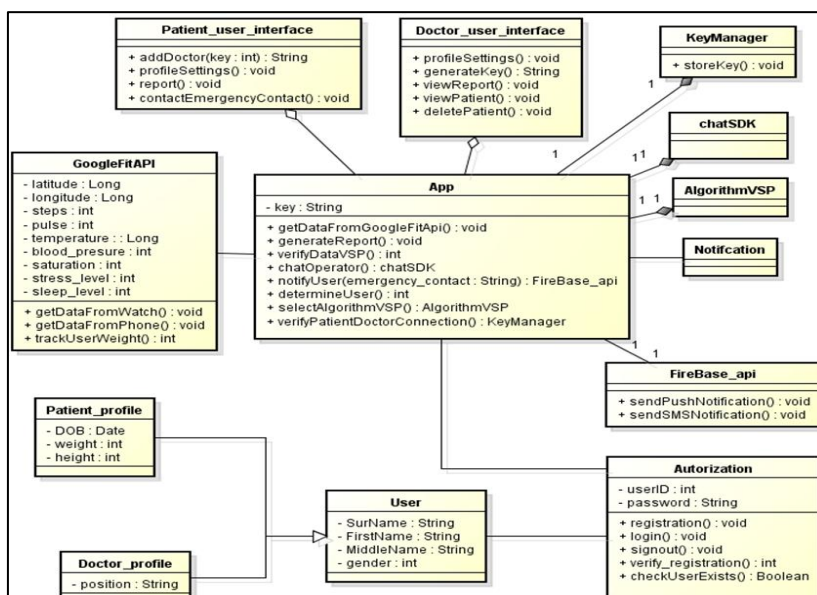 Patient_user_interface
+ addDoctor(key : int) : String
+ profileSettings() : void
+ report() : void
+ contactEmergencyContact() : void
Doctor_user_interface
+ profileSettings() : void
+ generateKey() : String
+ viewReport() : void
+ viewPatient() : void
+ deletePatient() : void
KeyManager
+ storeKey() : void
1
1
chatSDK
1
1
AlgorithmVSP
1
1
GoogleFitAPI
- latitude : Long
- longitude : Long
- steps : int
- pulse : int
- temperature : : Long
- blood_presure : int
- saturation : int
- stress_level : int
- sleep_level : int
+ getDataFromWatch() : void
+ getDataFromPhone() : void
+ trackUserWeight() : int
App
- key : String
+ getDataFromGoogleFitApi() : void
+ generateReport() : void
+ verifyDataVSP() : int
+ chatOperator() : chatSDK
+ notifyUser(emergency_contact : String) : FireBase_api
+ determineUser() : int
+ selectAlgorithmVSP() : AlgorithmVSP
+ verifyPatientDoctorConnection() : KeyManager
Notifcation
1
1
FireBase_api
+ sendPushNotification() : void
+ sendSMSNotification() : void
Patient_profile
- DOB : Date
- weight : int
- height : int
Doctor_profile
- position : String
User
- SurName : String
- FirstName : String
- MiddleName : String
- gender : int
Autorization
- userID : int
- password : String
+ registration() : void
+ login() : void
+ signout() : void
+ verify_registration() : int
+ checkUserExists() : Boolean